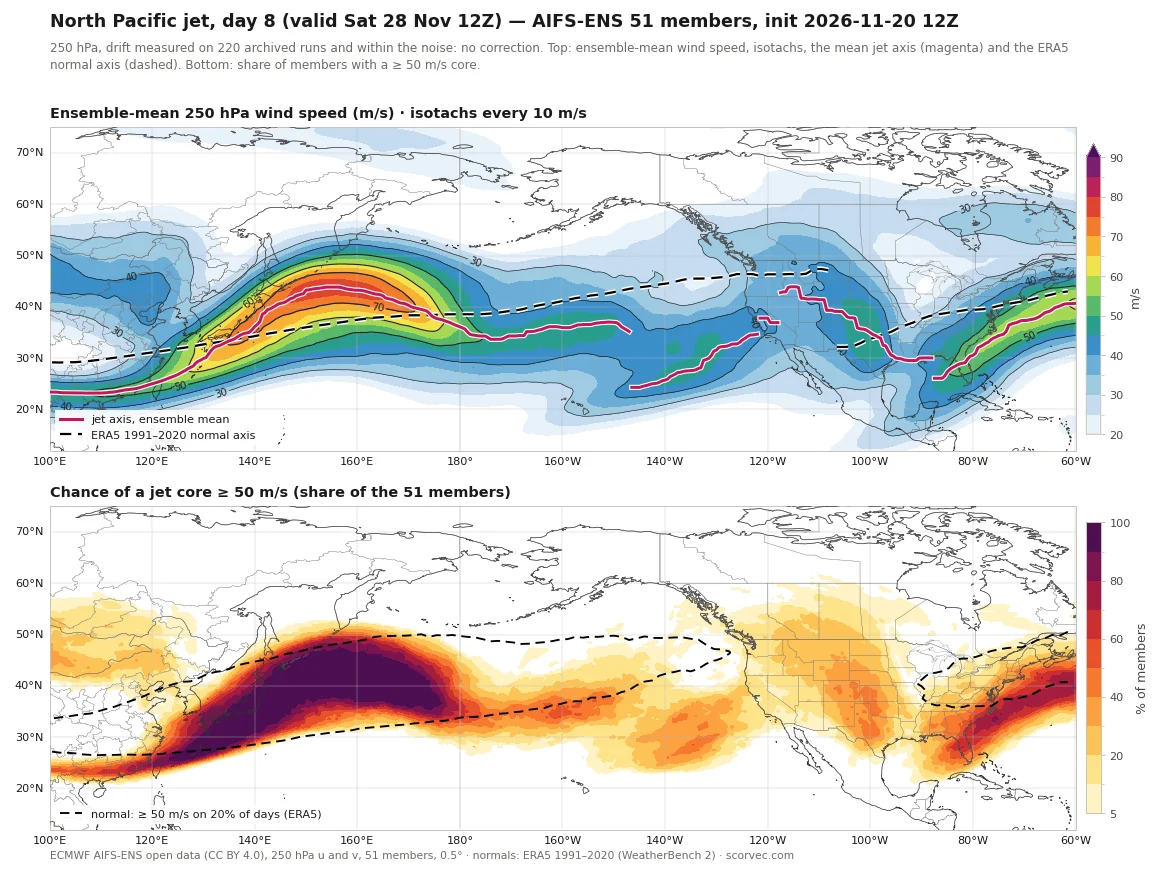 North Pacific jet, day 8 (valid Sat 28 Nov 12Z) — AIFS-ENS 51 members, init 2026-11-20 12Z
250 hPa, drift measured on 220 archived runs and within the noise: no correction. Top: ensemble-mean wind speed, isotachs, the mean jet axis (magenta) and the ERA5
normal axis (dashed). Bottom: share of members with a ≥ 50 m/s core.
Ensemble-mean 250 hPa wind speed (m/s) · isotachs every 10 m/s
70°N
60°N
50°N
40°N
30°N
20°N
40
30
60
70
30
50
30
40
30
40
50
jet axis, ensemble mean
ERA5 1991–2020 normal axis
100°E 120°E 140°E 160°E 180° 160°W 140°W 120°W 100°W 80°W 60°W
90
80
70
60
50
40
30
20
m/s
Chance of a jet core ≥ 50 m/s (share of the 51 members)
70°N
60°N
50°N
40°N
30°N
20°N
normal: ≥ 50 m/s on 20% of days (ERA5)
100°E 120°E 140°E 160°E 180° 160°W 140°W 120°W 100°W 80°W 60°W
100
80
60
40
20
5
% of members
ECMWF AIFS-ENS open data (CC BY 4.0), 250 hPa u and v, 51 members, 0.5° · normals: ERA5 1991–2020 (WeatherBench 2) · scorvec.com